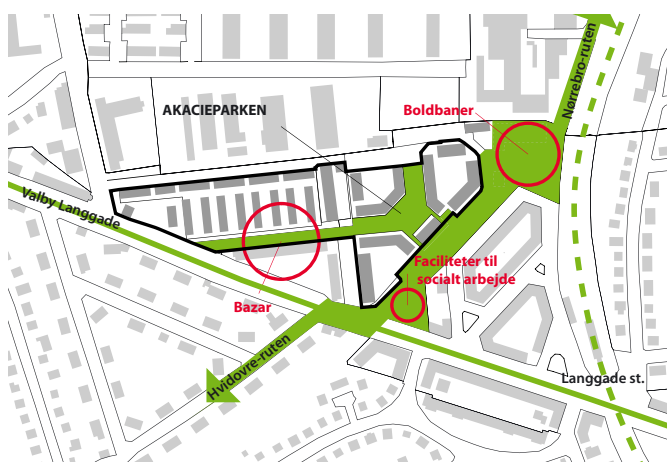 Nørrebro-ruten
AKACIEPARKEN
Boldbaner
Valby Langgade
Faciliteter til
socialt arbejde
Bazar
Hvidovre-ruten
Langgade st.